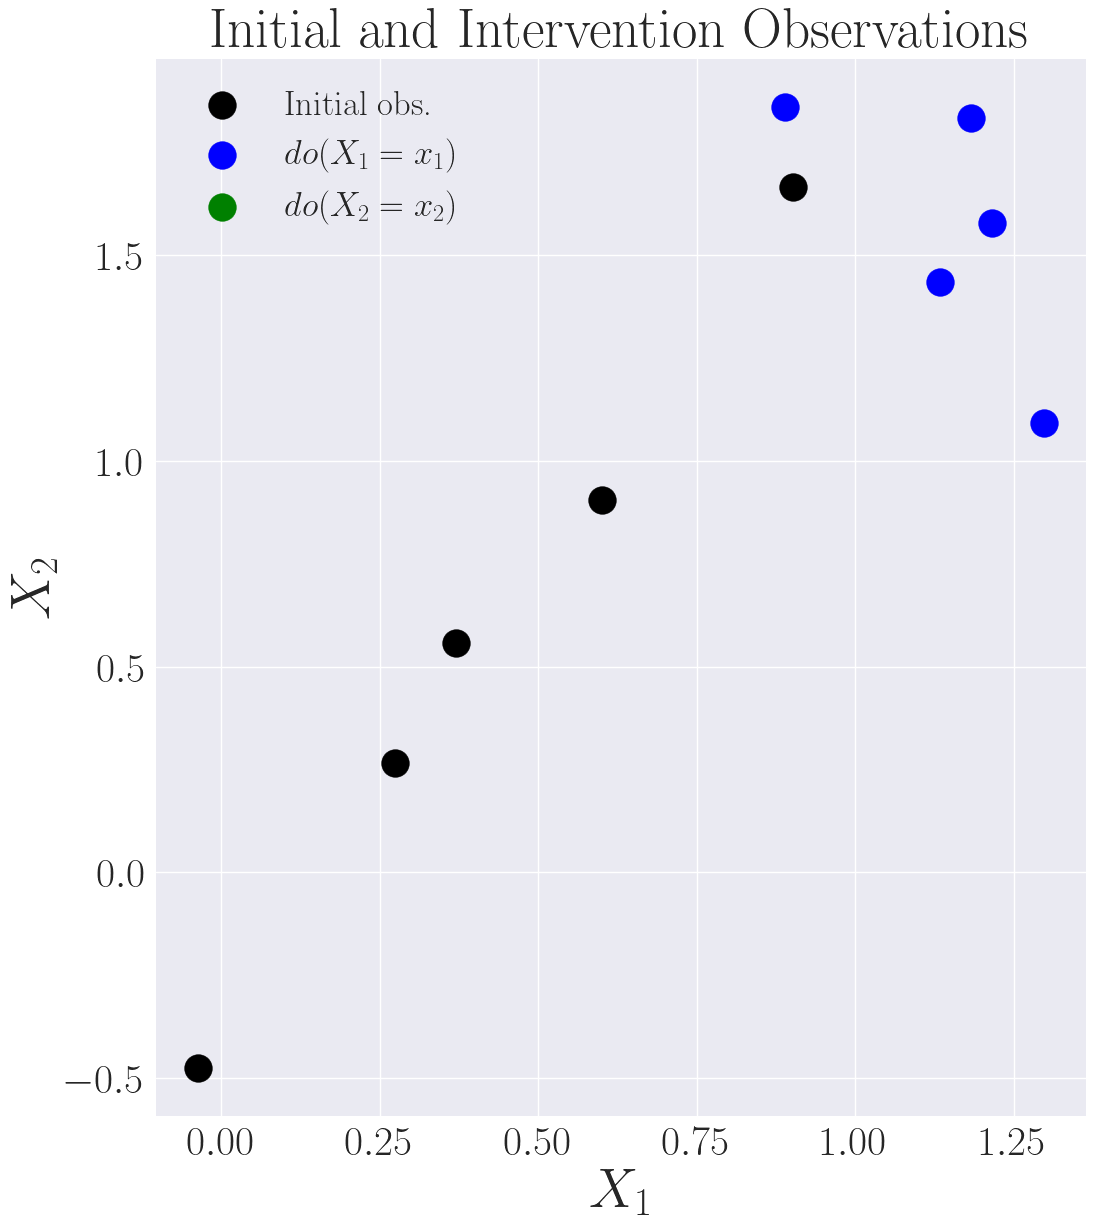 Initial and Intervention Observations
Initial obs.
do(X₁ = x₁)
do(X₂ = x₂)
1.5
1.0
0.5
0.0
−0.5
X₂
0.00 0.25 0.50 0.75 1.00 1.25
X₁